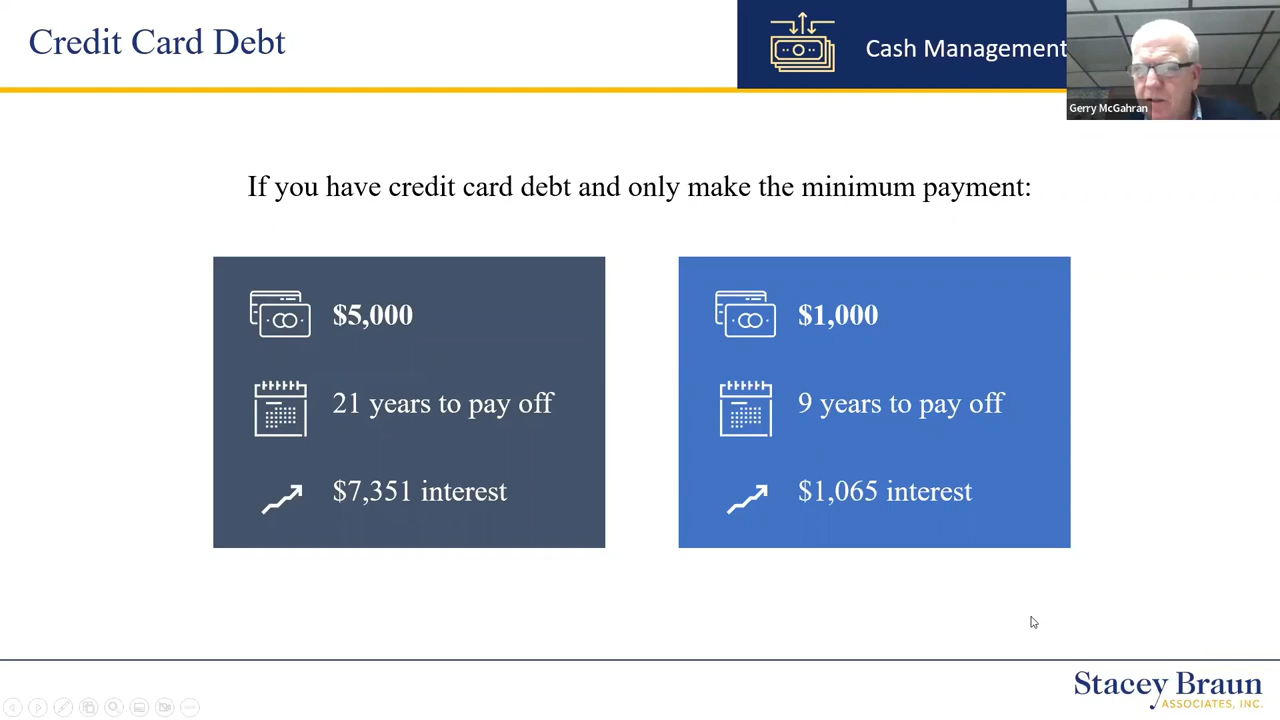 Credit Card Debt
Cash Management
Gerry McGahran
If you have credit card debt and only make the minimum payment:
$5,000
21 years to pay off
$7,351 interest
$1,000
9 years to pay off
$1,065 interest
Stacey Braun
ASSOCIATES, INC.